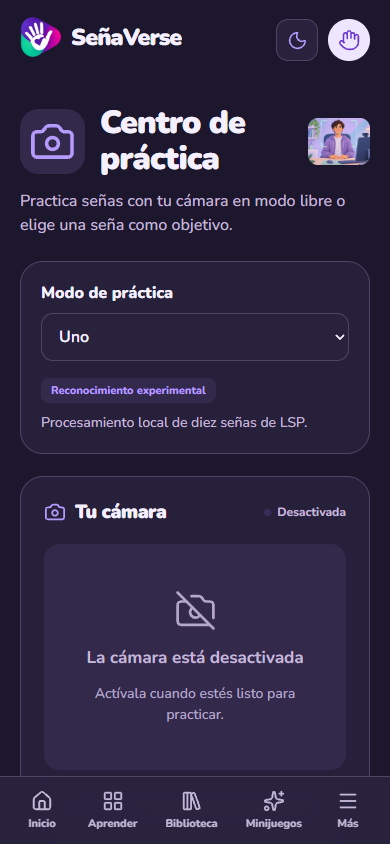 SeñaVerse
Centro de
práctica
Practica señas con tu cámara en modo libre o
elige una seña como objetivo.
Modo de práctica
Uno
Reconocimiento experimental
Procesamiento local de diez señas de LSP.
Tu cámara
Desactivada
La cámara está desactivada
Actívala cuando estés listo para
practicar.
Inicio
Aprender
Biblioteca
Minijuegos
Más